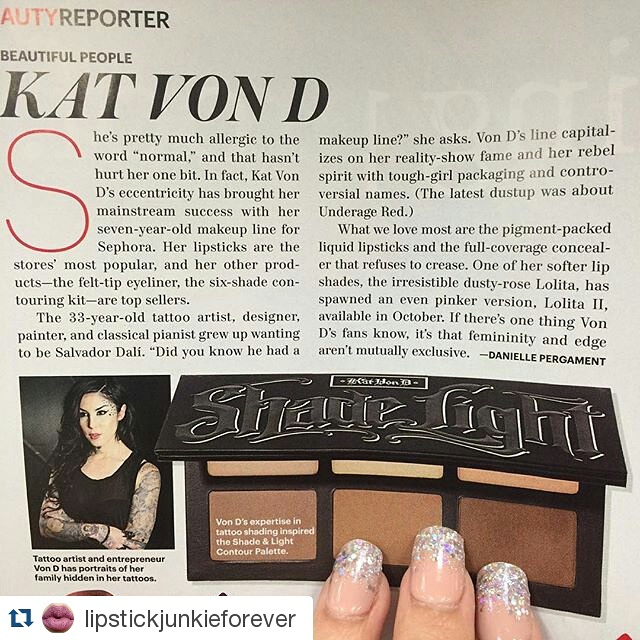 AUTYREPORTER
BEAUTIFUL PEOPLE
KAT VON D
She's pretty much allergic to the
word “normal,” and that hasn't
hurt her one bit. In fact, Kat Von
D's eccentricity has brought her
mainstream success with her
seven-year-old makeup line for
Sephora. Her lipsticks are the
stores' most popular, and her other prod-
ucts—the felt-tip eyeliner, the six-shade con-
touring kit—are top sellers.
The 33-year-old tattoo artist, designer,
painter, and classical pianist grew up wanting
to be Salvador Dalí. “Did you know he had a
makeup line?” she asks. Von D's line capital-
izes on her reality-show fame and her rebel
spirit with tough-girl packaging and contro-
versial names. (The latest dustup was about
Underage Red.)
What we love most are the pigment-packed
liquid lipsticks and the full-coverage conceal-
er that refuses to crease. One of her softer lip
shades, the irresistible dusty-rose Lolita, has
spawned an even pinker version, Lolita II,
available in October. If there's one thing Von
D's fans know, it's that femininity and edge
aren't mutually exclusive. —DANIELLE PERGAMENT
Kat Von D
Shade Light
Von D's expertise in
tattoo shading inspired
the Shade & Light
Contour Palette.
Tattoo artist and entrepreneur
Von D has portraits of her
family hidden in her tattoos.
lipstickjunkieforever